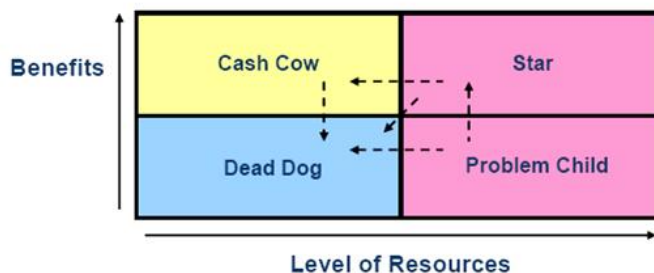 Benefits
Cash Cow
Star
Dead Dog
Problem Child
Level of Resources